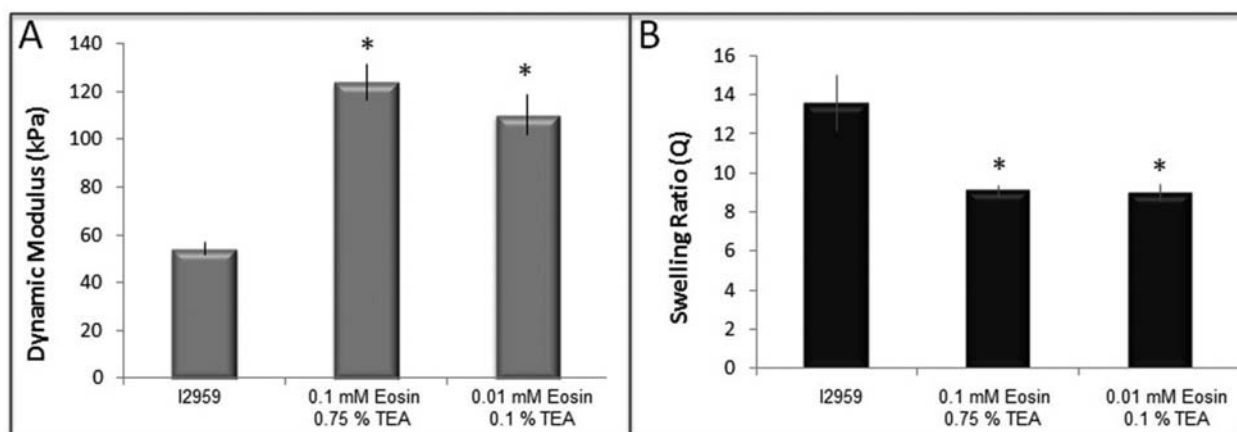 A
Dynamic Modulus (kPa)
140
120
100
80
60
40
20
0
*
*
I2959
0.1 mM Eosin
0.75 % TEA
0.01 mM Eosin
0.1 % TEA
B
Swelling Ratio (Q)
16
14
12
10
8
6
4
2
0
*
*
I2959
0.1 mM Eosin
0.75 % TEA
0.01 mM Eosin
0.1 % TEA